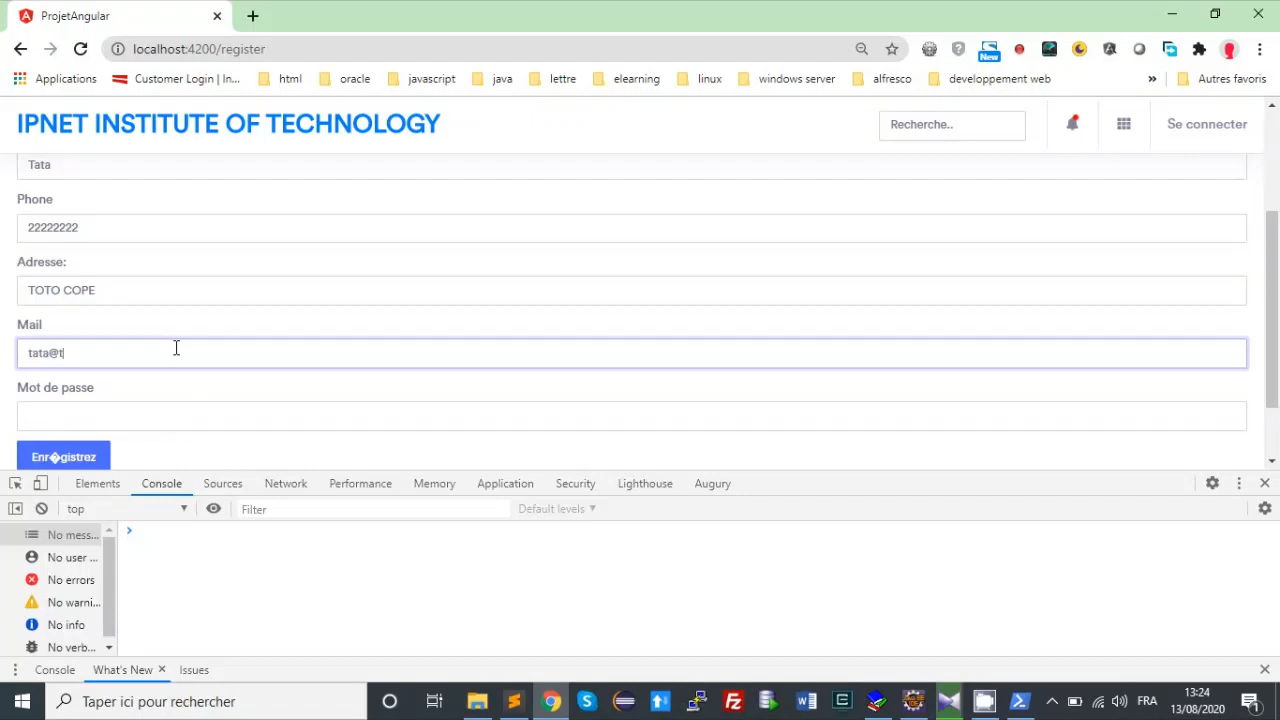 ProjetAngular
localhost:4200/register
New
Applications
Customer Login | In...
html
oracle
javascript
java
lettre
elearning
linux
windows server
alfresco
developpement web
»
Autres favoris
IPNET INSTITUTE OF TECHNOLOGY
Recherche..
Se connecter
Tata
Phone
22222222
Adresse:
TOTO COPE
Mail
tata@t
Mot de passe
Enr�gistrez
Elements
Console
Sources
Network
Performance
Memory
Application
Security
Lighthouse
Augury
top
Filter
Default levels
No mess...
No user ...
No errors
No warni...
No info
No verb...
Console
What's New
Issues
Taper ici pour rechercher
FRA
13:24
13/08/2020
1